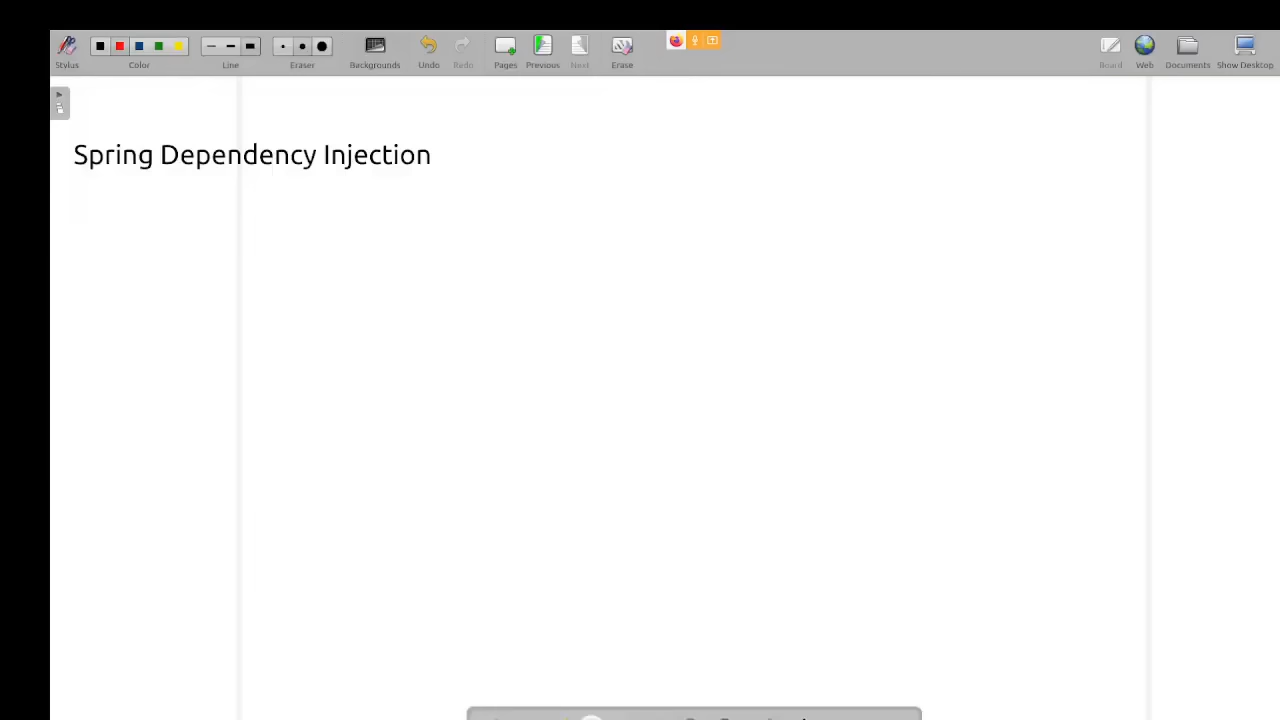 Stylus Color Line Eraser Backgrounds Undo Redo Pages Previous Next Erase Board Web Documents Show Desktop
Spring Dependency Injection